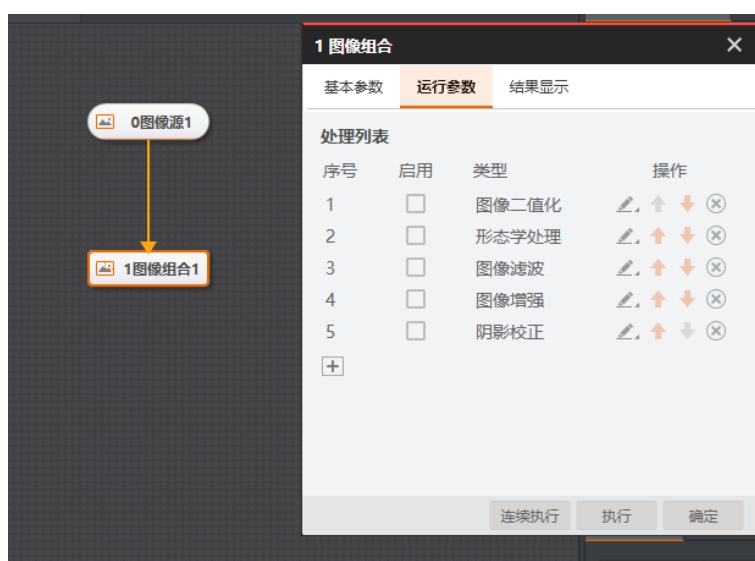 1 图像组合
基本参数 运行参数 结果显示
0图像源1
处理列表
序号 启用 类型 操作
1 图像二值化
2 形态学处理
1图像组合1
3 图像滤波
4 图像增强
5 阴影校正
连续执行 执行 确定